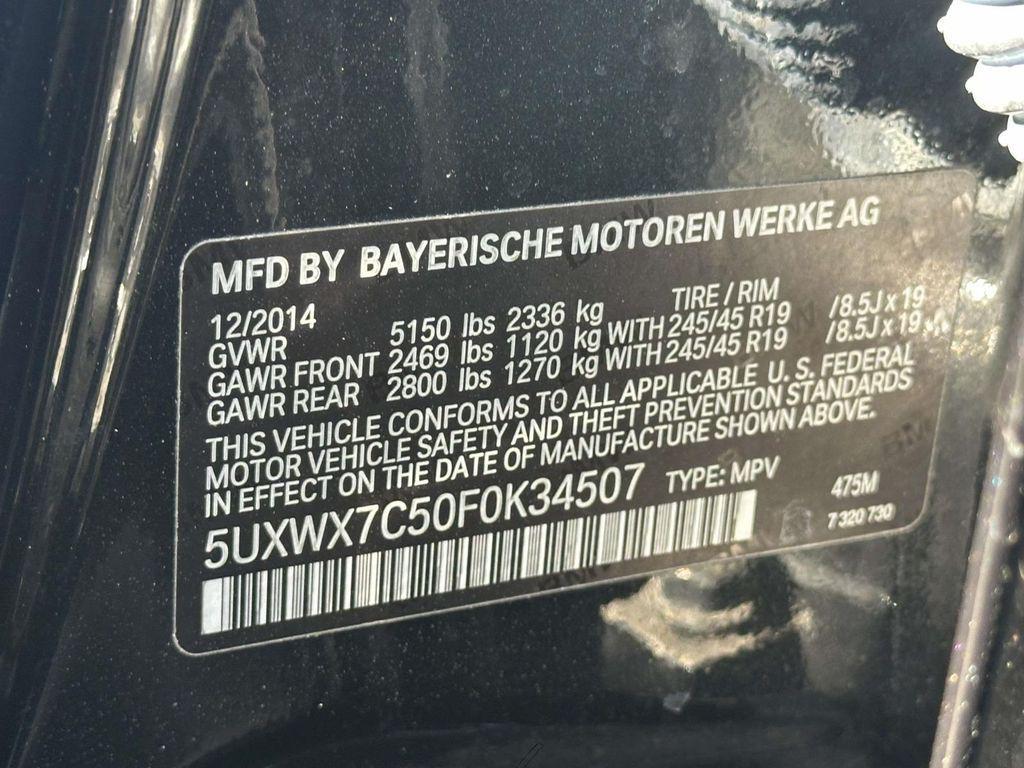 MFD BY BAYERISCHE MOTOREN WERKE AG
12/2014 TIRE / RIM
GVWR 5150 lbs 2336 kg
GAWR FRONT 2469 lbs 1120 kg WITH 245/45 R19 /8.5J x 19
GAWR REAR 2800 lbs 1270 kg WITH 245/45 R19 /8.5J x 19
THIS VEHICLE CONFORMS TO ALL APPLICABLE U. S. FEDERAL
MOTOR VEHICLE SAFETY AND THEFT PREVENTION STANDARDS
IN EFFECT ON THE DATE OF MANUFACTURE SHOWN ABOVE.
5UXWX7C50F0K34507 TYPE: MPV 475M
7 320 730